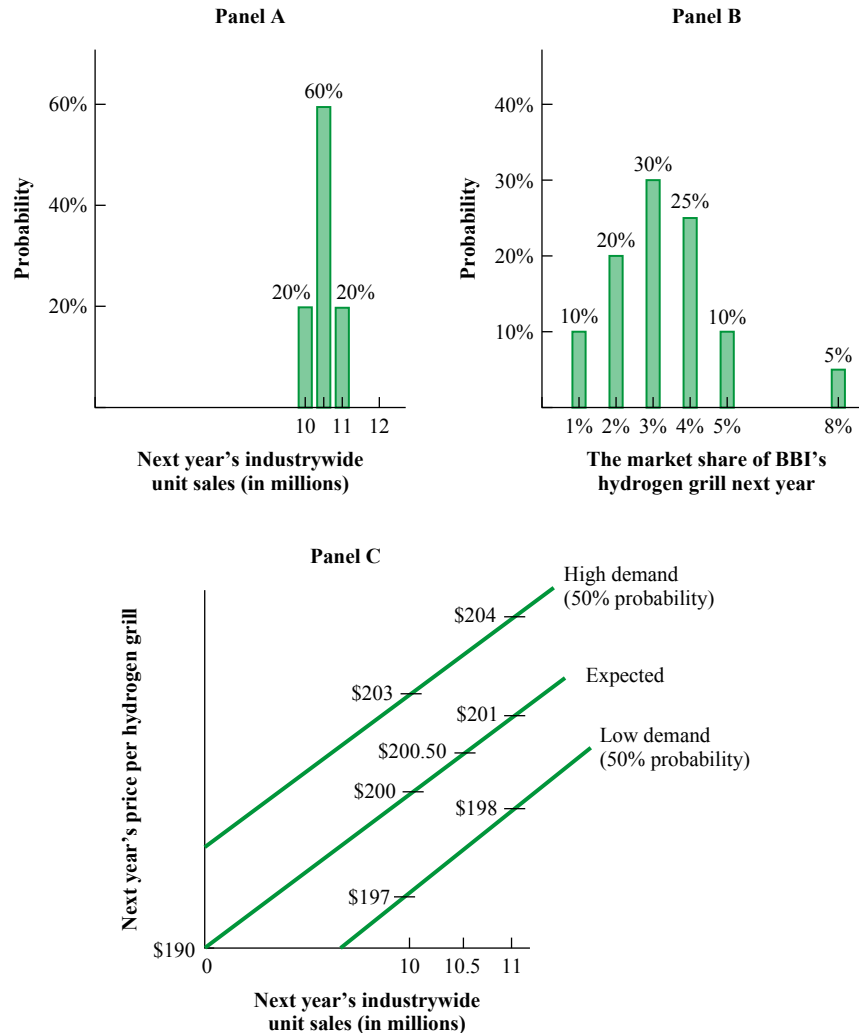 Panel A
60%
60%
40%
20%
20%
20%
Probability
10
11
12
Next year's industrywide
unit sales (in millions)
Panel B
40%
30%
30%
25%
20%
20%
10%
10%
10%
5%
Probability
1%
2%
3%
4%
5%
8%
The market share of BBI's
hydrogen grill next year
Panel C
High demand
(50% probability)
$204
$203
Expected
$201
Low demand
(50% probability)
$200.50
$200
$198
$197
Next year's price per hydrogen grill
$190
0
10
10.5
11
Next year's industrywide
unit sales (in millions)